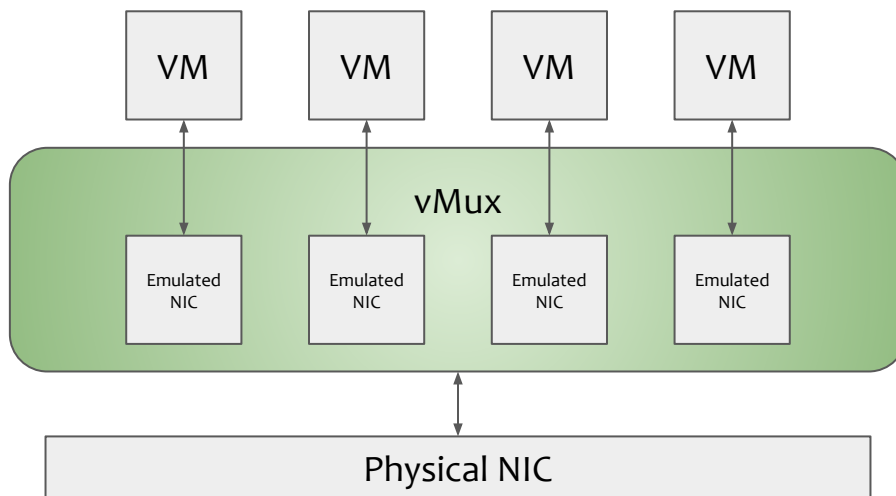 VM VM VM VM
vMux
Emulated Emulated Emulated Emulated
NIC NIC NIC NIC
Physical NIC